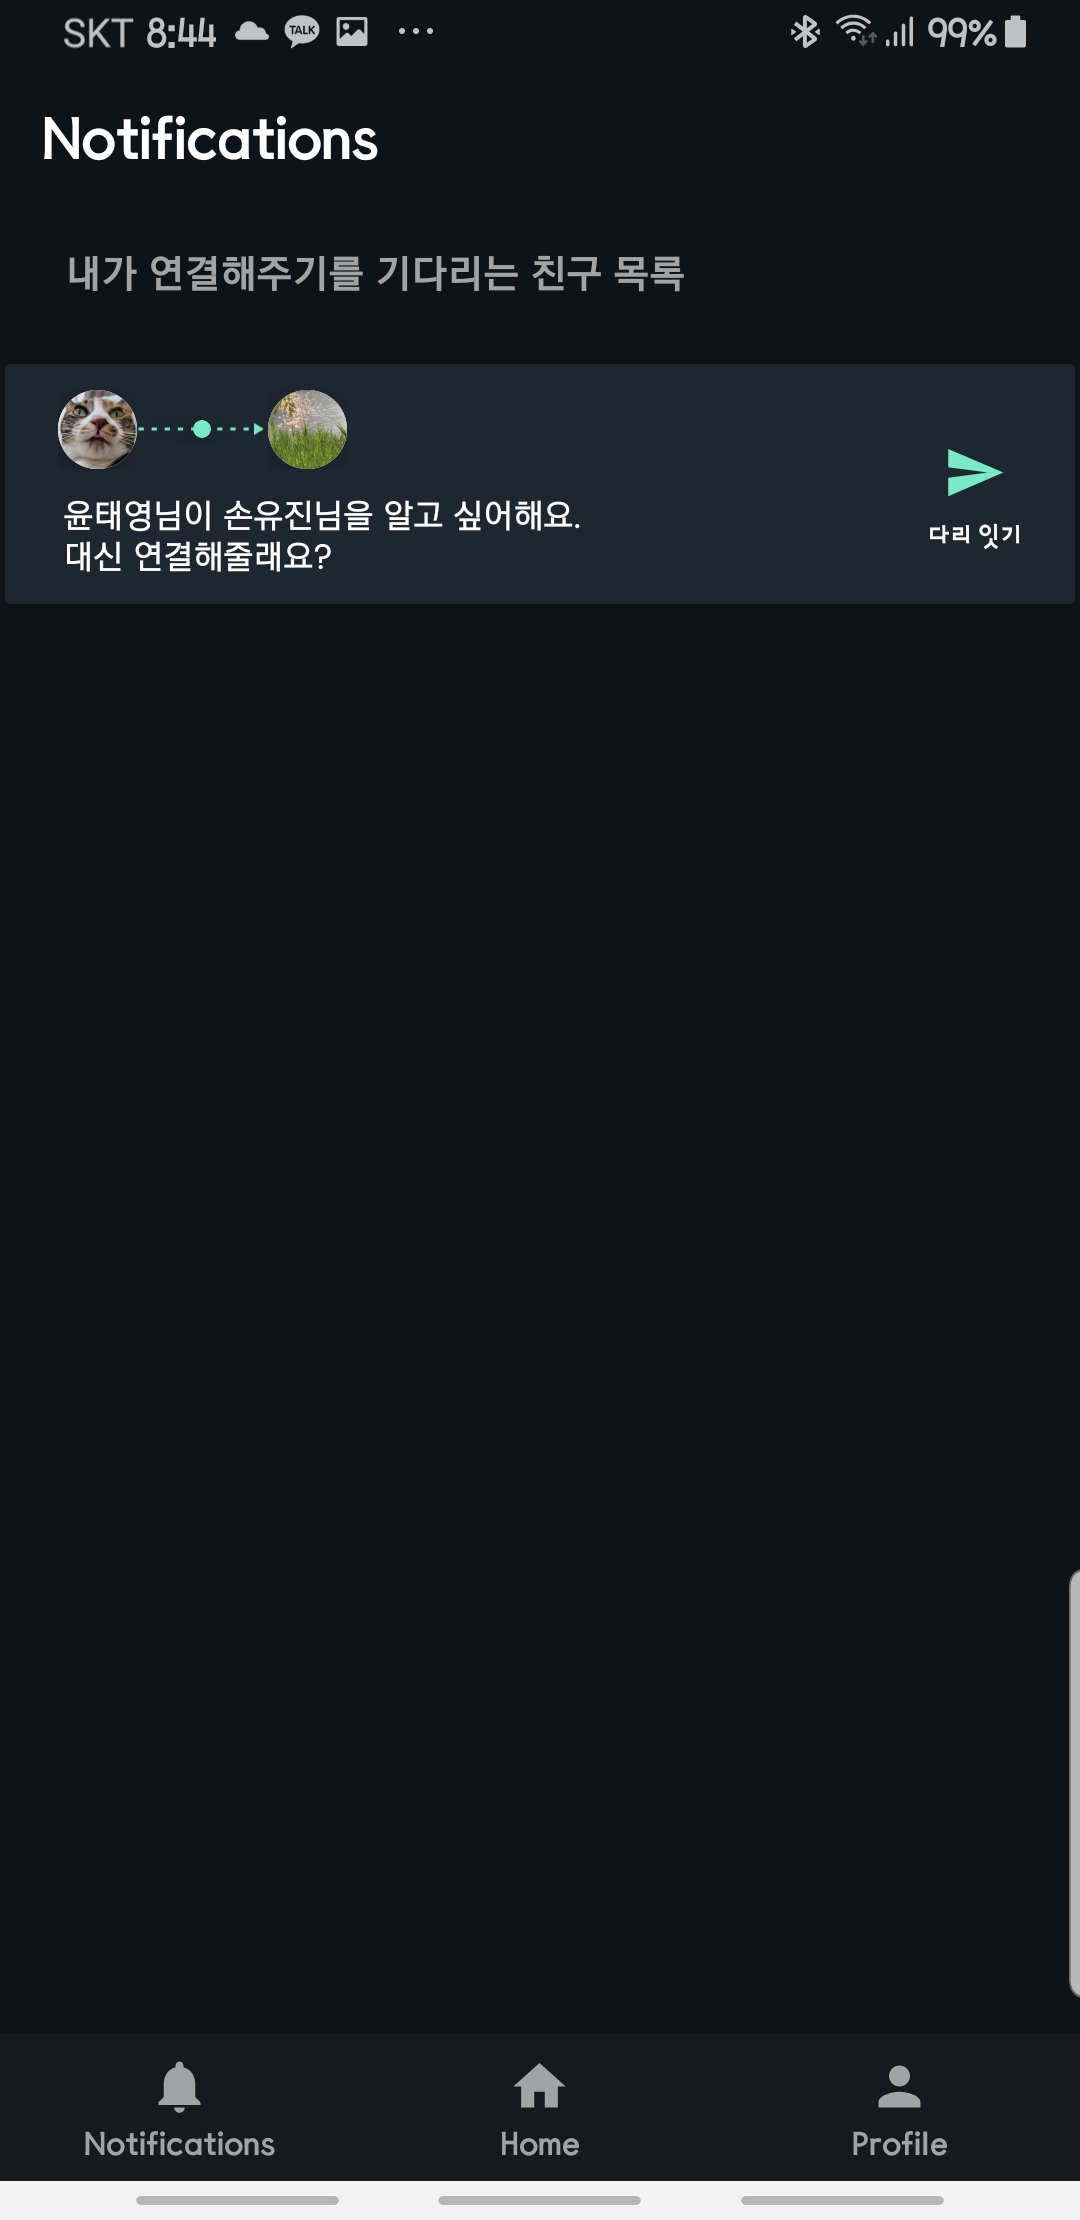 SKT 8:44 TALK 99%
Notifications
내가 연결해주기를 기다리는 친구 목록
윤태영님이 손유진님을 알고 싶어해요.
대신 연결해줄래요?
다리 잇기
Notifications Home Profile